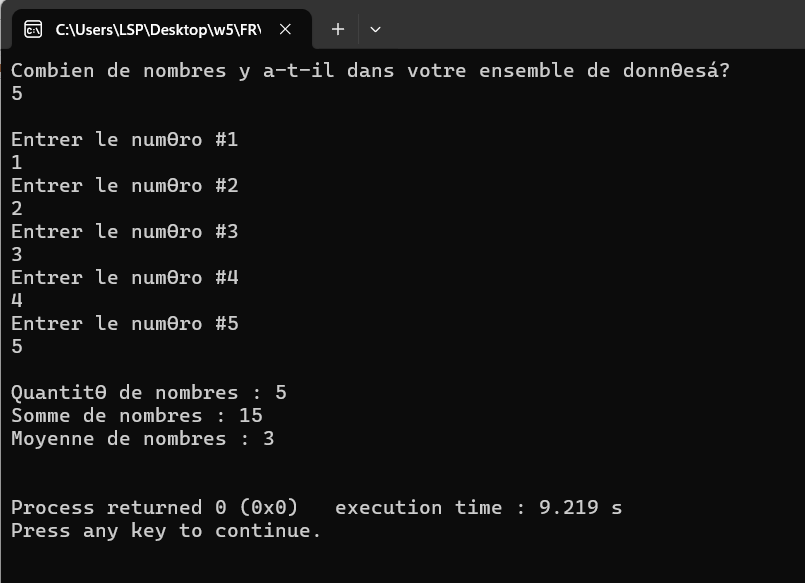 C:\Users\LSP\Desktop\w5\FR\
Combien de nombres y a-t-il dans votre ensemble de donnΘesá?
5
Entrer le numΘro #1
1
Entrer le numΘro #2
2
Entrer le numΘro #3
3
Entrer le numΘro #4
4
Entrer le numΘro #5
5
QuantitΘ de nombres : 5
Somme de nombres : 15
Moyenne de nombres : 3
Process returned 0 (0x0)   execution time : 9.219 s
Press any key to continue.